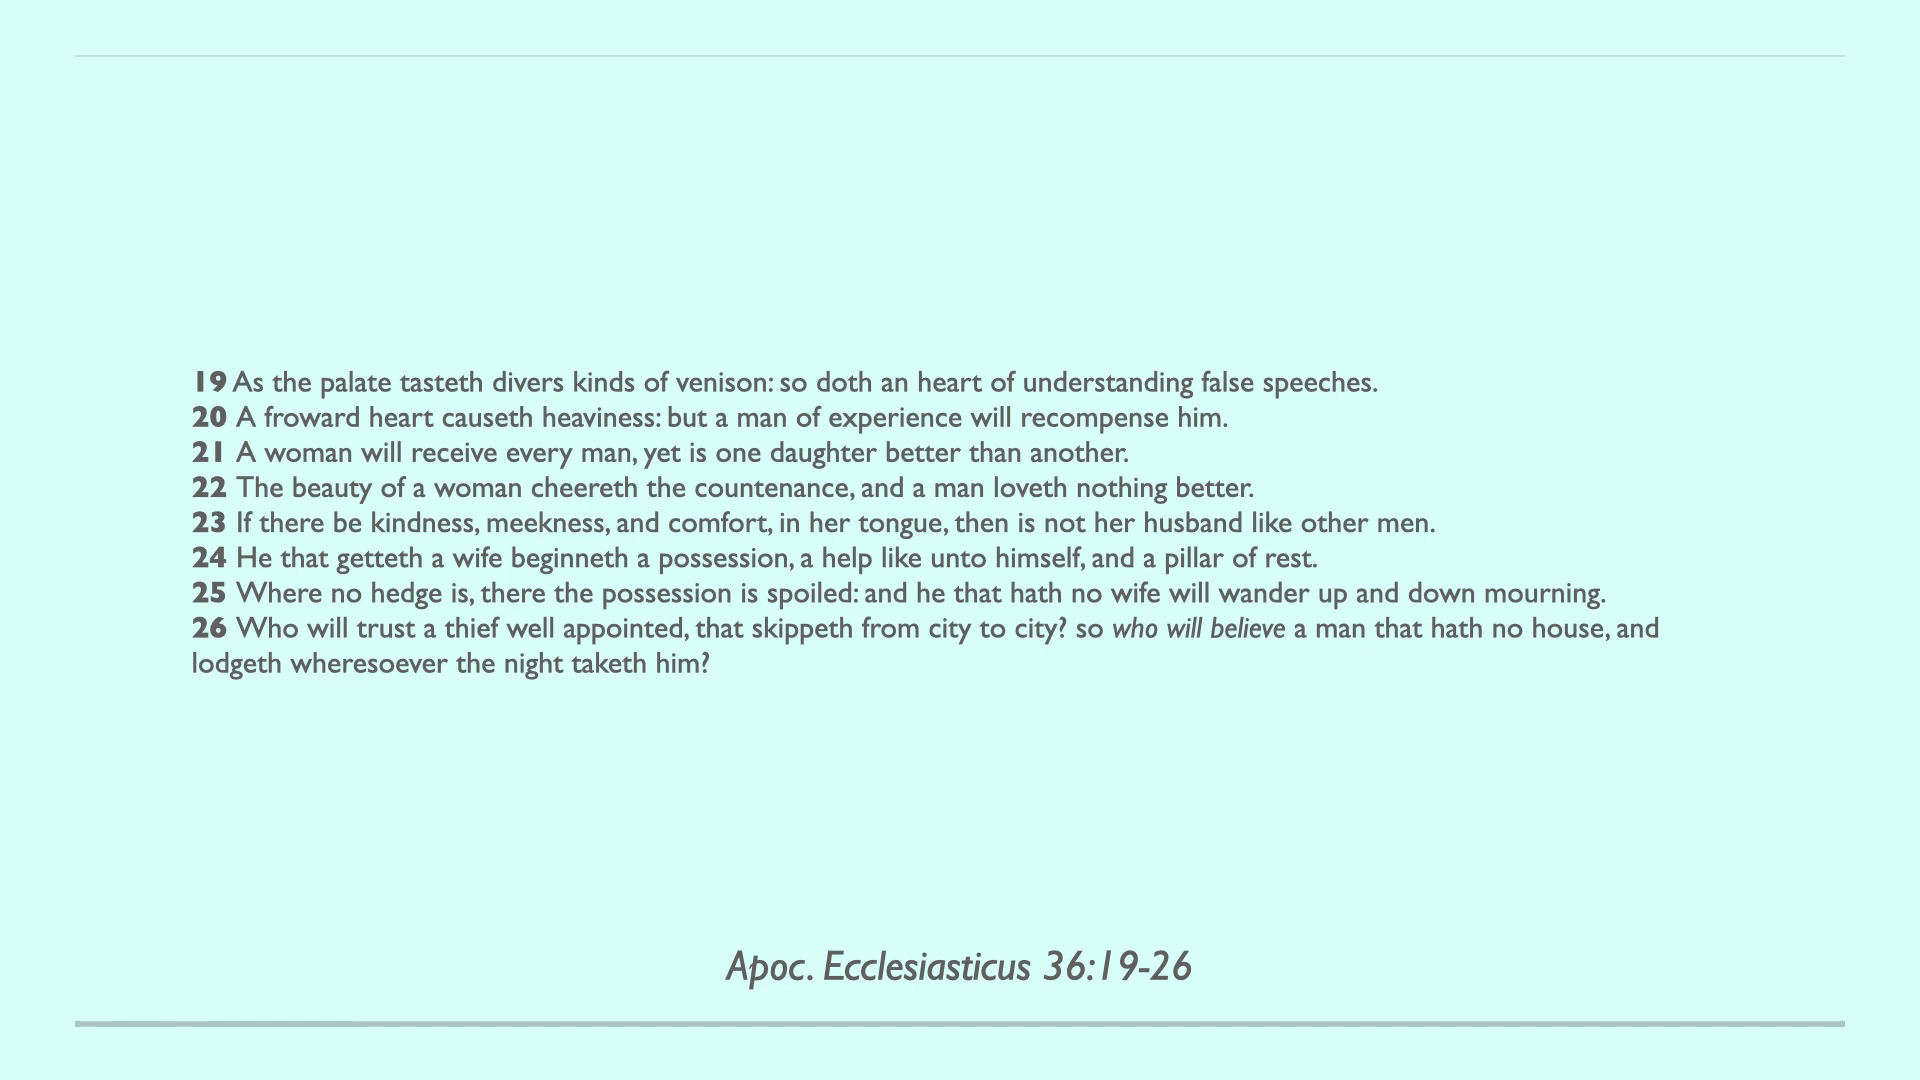 19 As the palate tasteth divers kinds of venison: so doth an heart of understanding false speeches.
20 A froward heart causeth heaviness: but a man of experience will recompense him.
21 A woman will receive every man, yet is one daughter better than another.
22 The beauty of a woman cheereth the countenance, and a man loveth nothing better.
23 If there be kindness, meekness, and comfort, in her tongue, then is not her husband like other men.
24 He that getteth a wife beginneth a possession, a help like unto himself, and a pillar of rest.
25 Where no hedge is, there the possession is spoiled: and he that hath no wife will wander up and down mourning.
26 Who will trust a thief well appointed, that skippeth from city to city? so who will believe a man that hath no house, and
lodgeth wheresoever the night taketh him?
Apoc. Ecclesiasticus 36:19-26